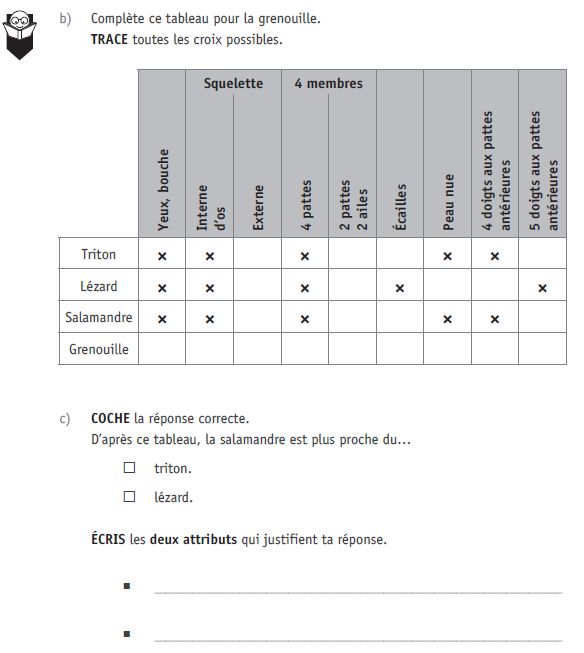 b) Complète ce tableau pour la grenouille.
TRACE toutes les croix possibles.
Squelette 4 membres
Yeux, bouche
Interne
d'os
Externe
4 pattes
2 pattes
2 ailes
Écailles
Peau nue
4 doigts aux pattes
antérieures
5 doigts aux pattes
antérieures
Triton × × × × ×
Lézard × × × × ×
Salamandre × × × × ×
Grenouille
c) COCHE la réponse correcte.
D'après ce tableau, la salamandre est plus proche du…
☐ triton.
☐ lézard.
ÉCRIS les deux attributs qui justifient ta réponse.